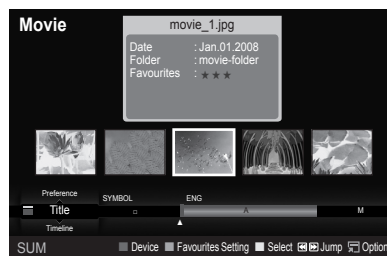 Movie
movie_1.jpg
Date : Jan.01.2008
Folder : movie-folder
Favourites : ★ ★ ★
Preference
SYMBOL ENG
Title □ A M
Timeline
SUM Device Favourites Setting Select Jump Option